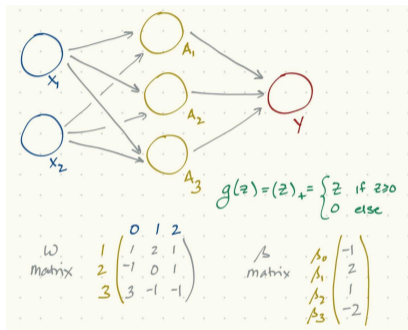 X₁
A₁
A₂
X₂
A₃
Y
g(z)=(z)₊= { z if z≥0
0 else
0 1 2
W matrix
1 ( 1 2 1
2 -1 0 1
3 3 -1 -1 )
β matrix
β₀ ( -1
β₁ 2
β₂ 1
β₃ -2 )